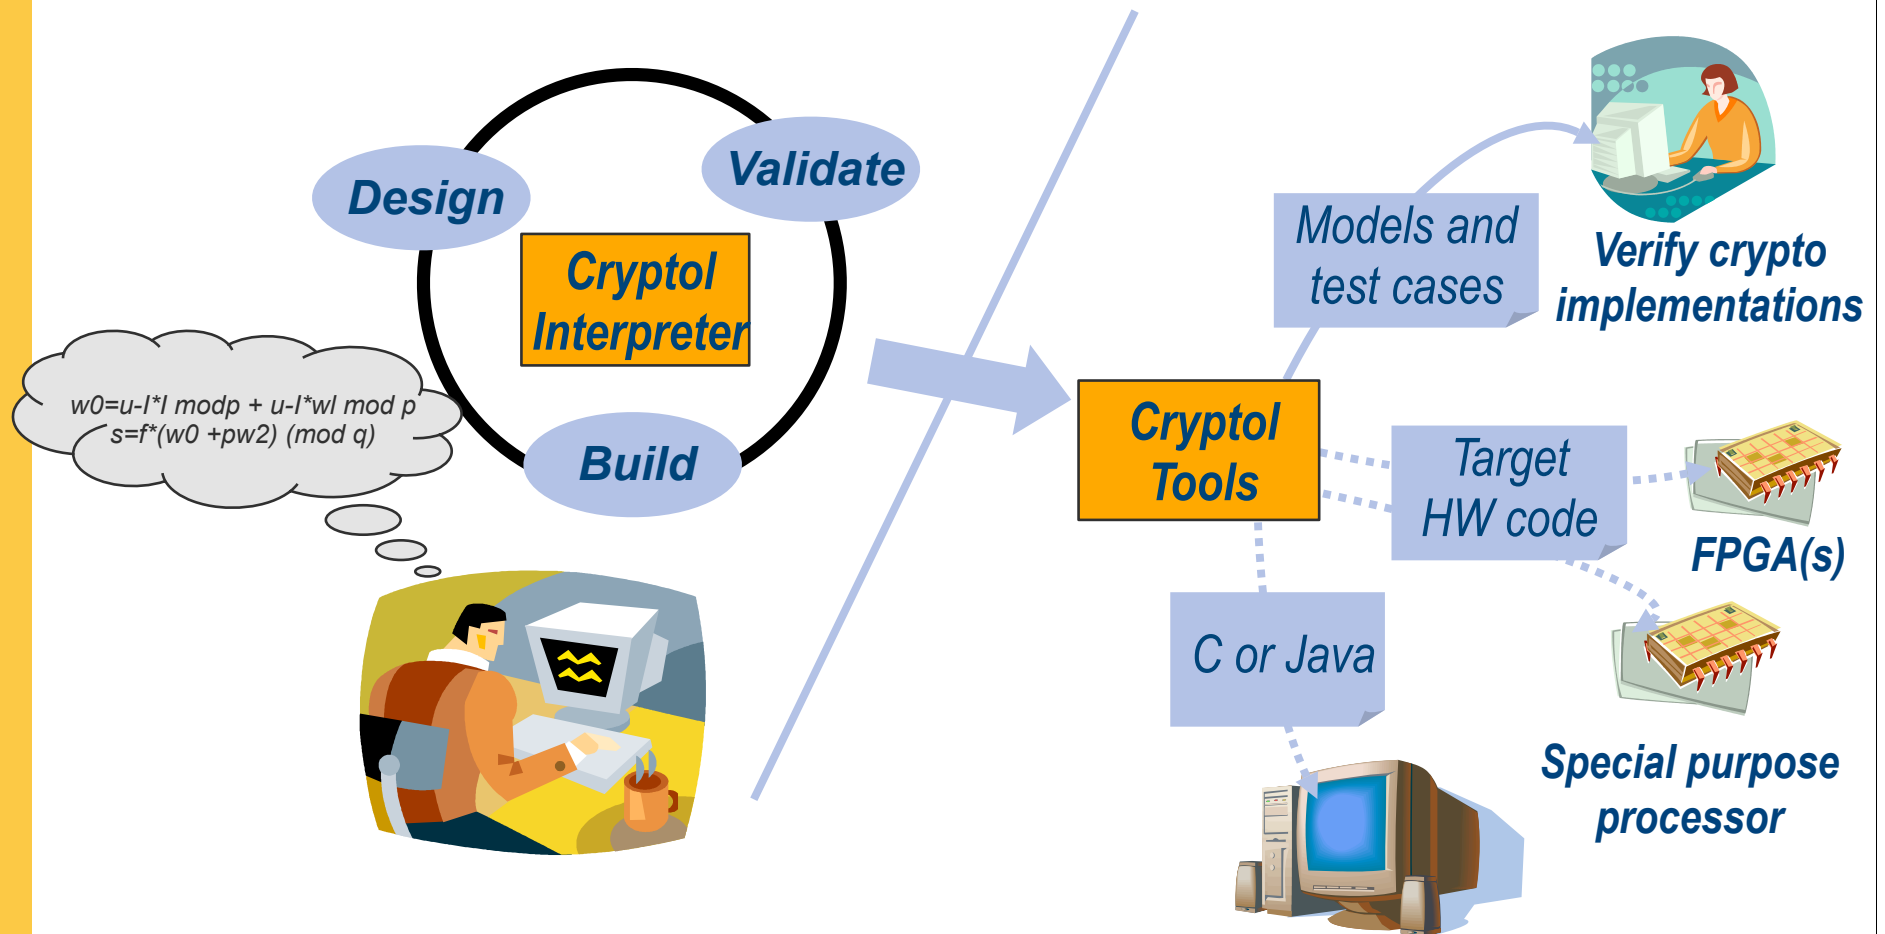 Design
Validate
Cryptol
Interpreter
Build
w0=u-I*I modp + u-I*wl mod p
s=f*(w0 +pw2) (mod q)
Models and
test cases
Verify crypto
implementations
Cryptol
Tools
Target
HW code
FPGA(s)
C or Java
Special purpose
processor